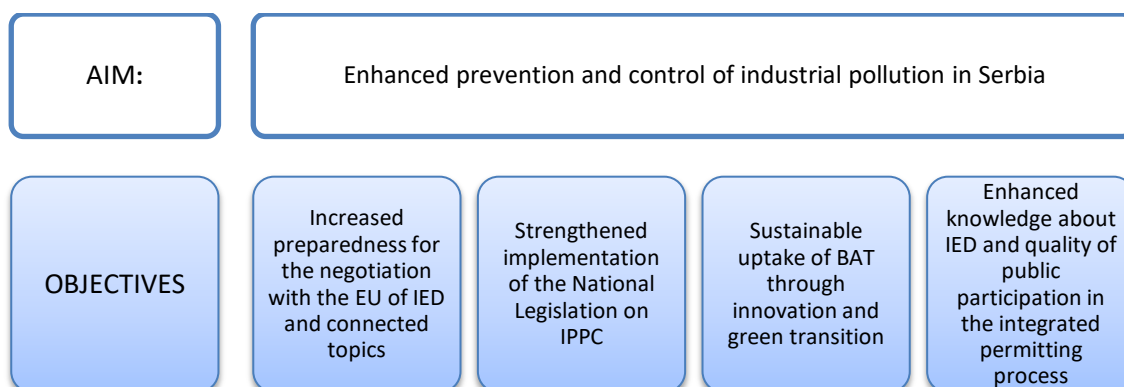 AIM:
Enhanced prevention and control of industrial pollution in Serbia
OBJECTIVES
Increased
preparedness for
the negotiation
with the EU of IED
and connected
topics
Strengthened
implementation
of the National
Legislation on
IPPC
Sustainable
uptake of BAT
through
innovation and
green transition
Enhanced
knowledge about
IED and quality of
public
participation in
the integrated
permitting
process